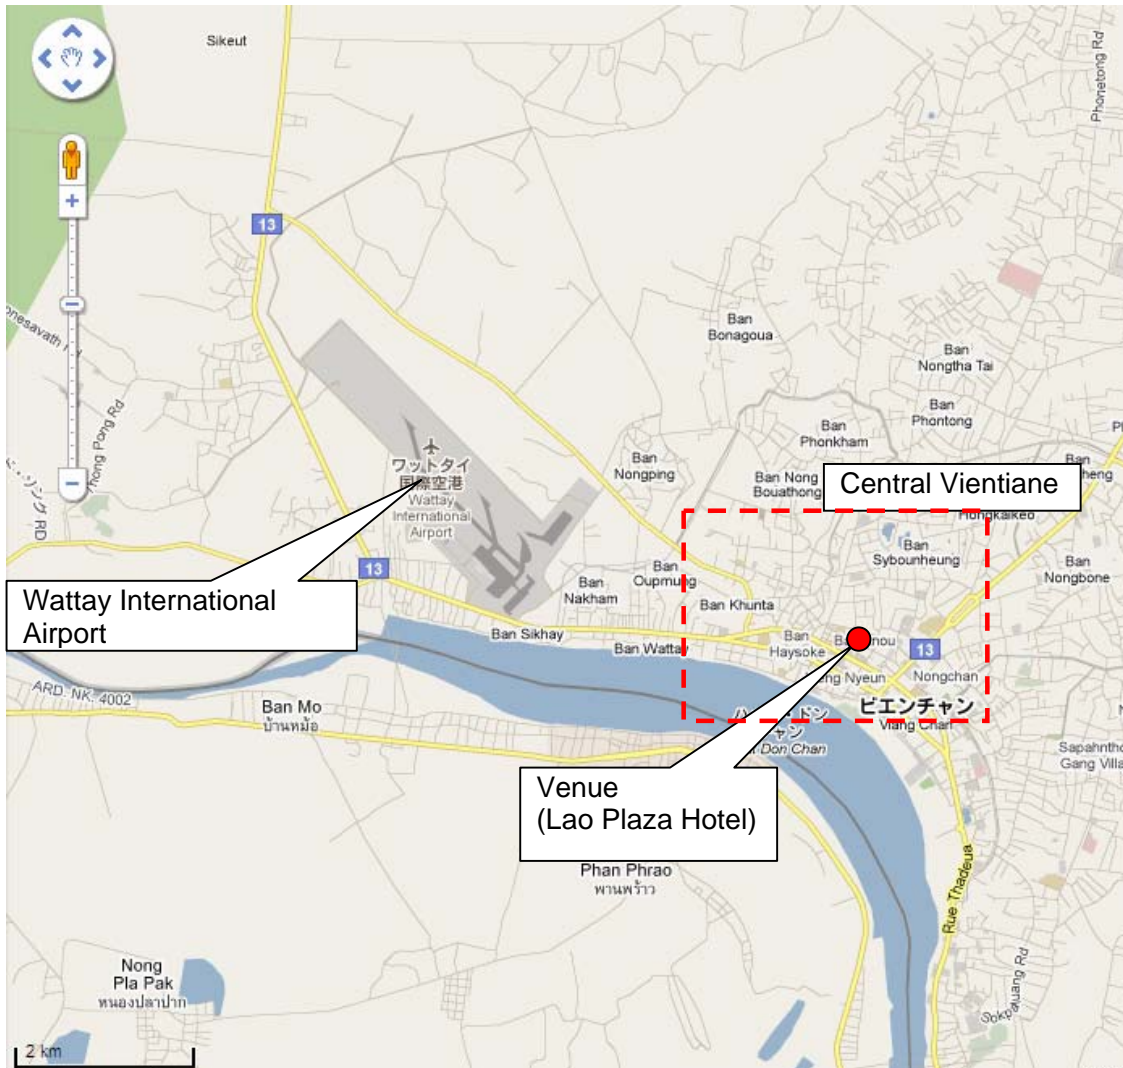 Sikeut
Phonetong Rd
13
Ban
Bonagoua
Ban
Nongtha Tai
Ban
Phontong
Ban
Phonkham
Ban
Nongping
Ban Nong
Bouathong
Central Vientiane
Ban
ワットタイ
国際空港
Wattay
International
Airport
Hongkaikeo
Ban
Sybounheung
Ban
Nongbone
Ban
Oupmung
Ban
Nakham
13
Wattay International
Airport
Ban Khunta
Ban Sikhay
Ban Wattay
Ban
Haysoke
13
Nongchan
ARD. NK. 4002
Ban Mo
บ้านหม้อ
ビエンチャン
Viang Chan
Don Chan
Venue
(Lao Plaza Hotel)
Phan Phrao
พานพร้าว
Rue Thadeua
Nong
Pla Pak
หนองปลาปาก
Sokpaluang Rd
2 km